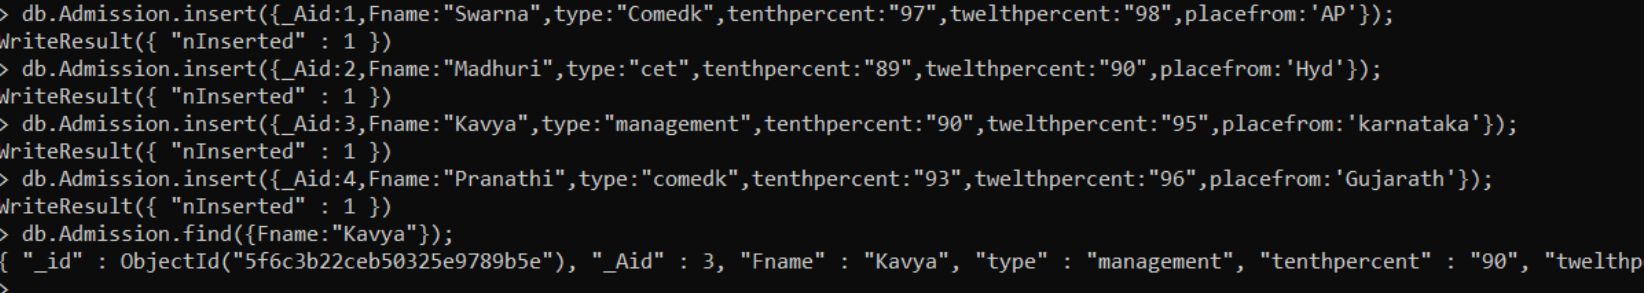 > db.Admission.insert({_Aid:1,Fname:"Swarna",type:"Comedk",tenthpercent:"97",twelthpercent:"98",placefrom:'AP'});
WriteResult({ "nInserted" : 1 })
> db.Admission.insert({_Aid:2,Fname:"Madhuri",type:"cet",tenthpercent:"89",twelthpercent:"90",placefrom:'Hyd'});
WriteResult({ "nInserted" : 1 })
> db.Admission.insert({_Aid:3,Fname:"Kavya",type:"management",tenthpercent:"90",twelthpercent:"95",placefrom:'karnataka'});
WriteResult({ "nInserted" : 1 })
> db.Admission.insert({_Aid:4,Fname:"Pranathi",type:"comedk",tenthpercent:"93",twelthpercent:"96",placefrom:'Gujarath'});
WriteResult({ "nInserted" : 1 })
> db.Admission.find({Fname:"Kavya"});
{ "_id" : ObjectId("5f6c3b22ceb50325e9789b5e"), "_Aid" : 3, "Fname" : "Kavya", "type" : "management", "tenthpercent" : "90", "twelthp
>